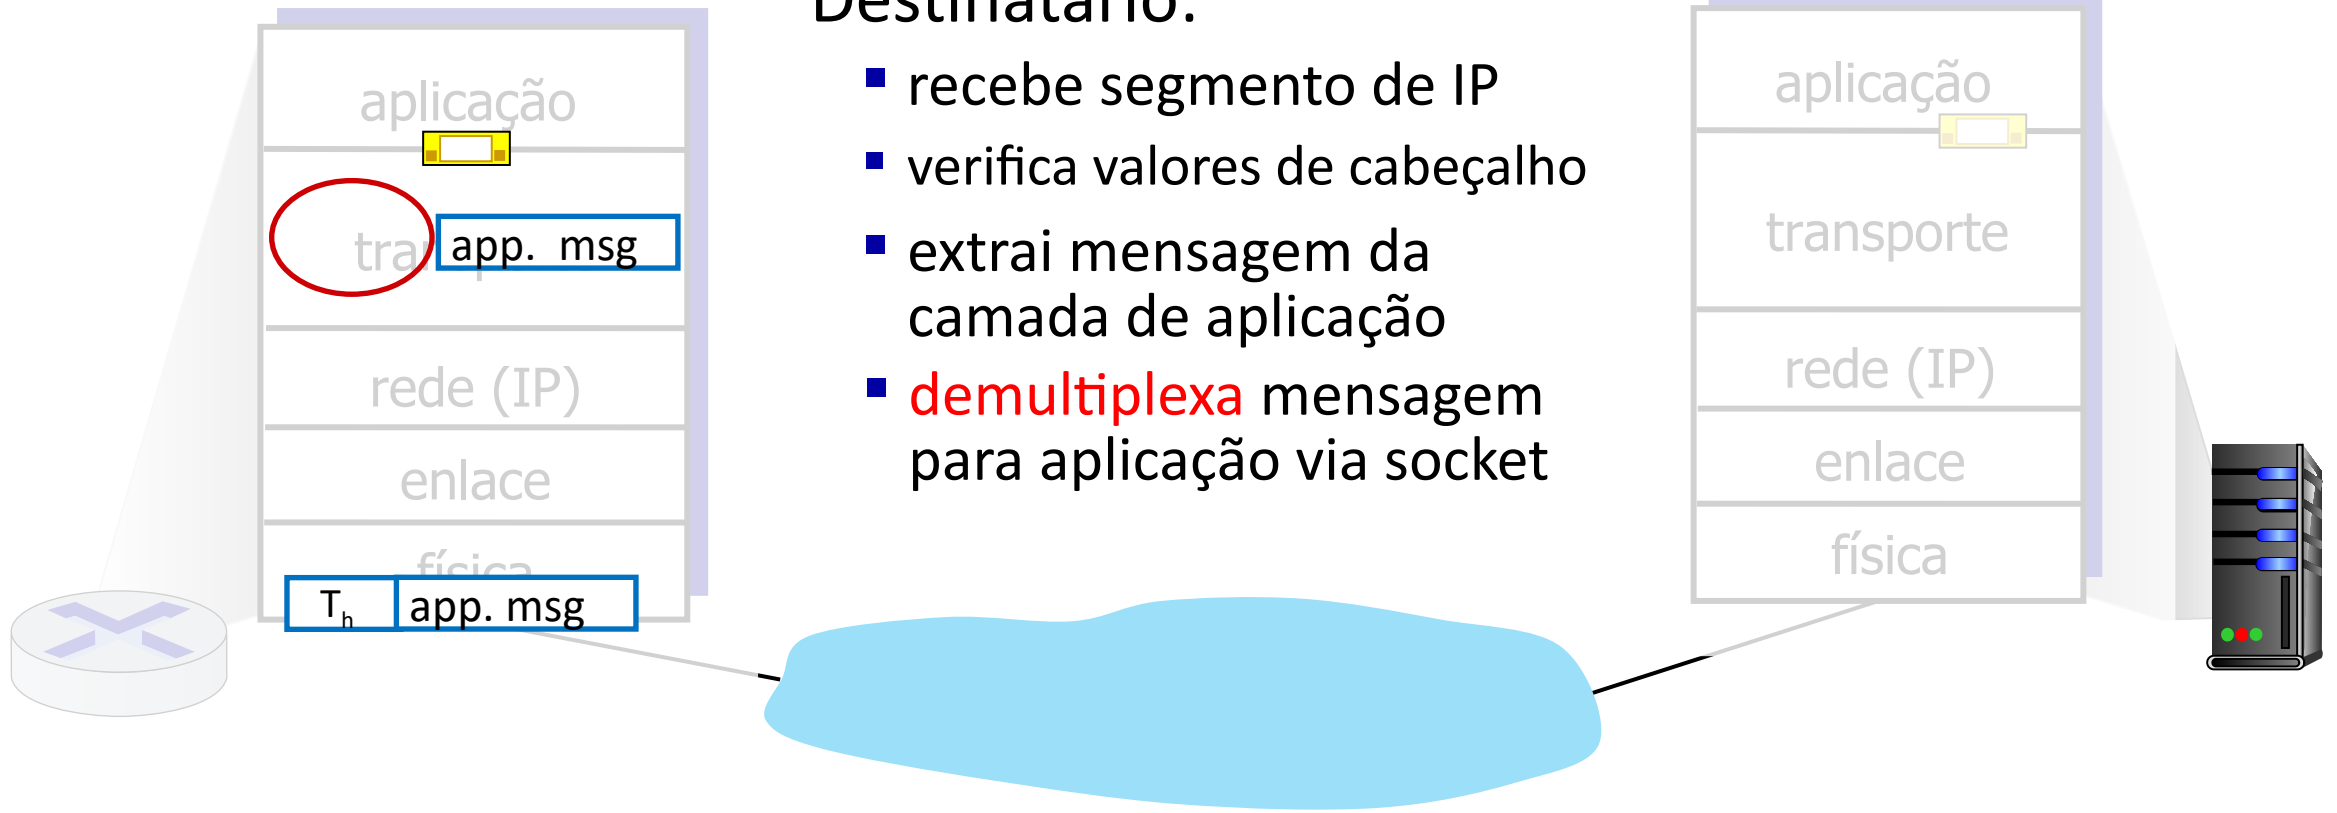 aplicação
app. msg
rede (IP)
enlace
física
T_h app. msg
Destinatário:
▪ recebe segmento de IP
▪ verifica valores de cabeçalho
▪ extrai mensagem da
camada de aplicação
▪ demultiplexa mensagem
para aplicação via socket
aplicação
transporte
rede (IP)
enlace
física